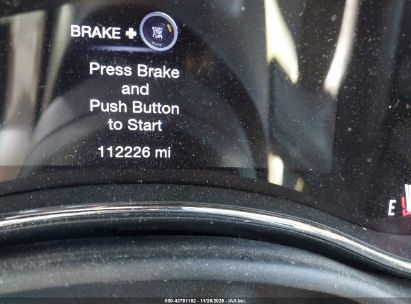 BRAKE +
Press Brake
and
Push Button
to Start
112226 mi
E